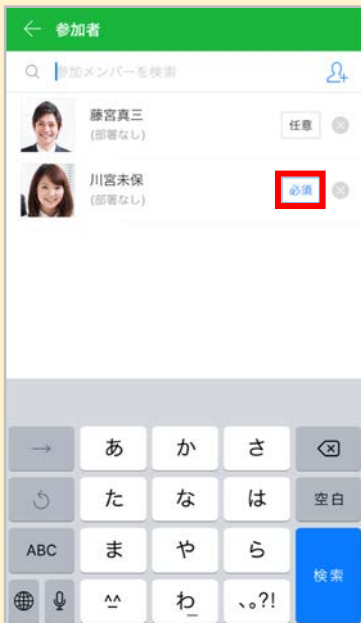 ← 参加者
参加メンバーを検索
藤宮真三
(部署なし)
任意
川宮未保
(部署なし)
必須
→ あ か さ
た な は 空白
ABC ま や ら
検索
^^ わ_ 、。?!